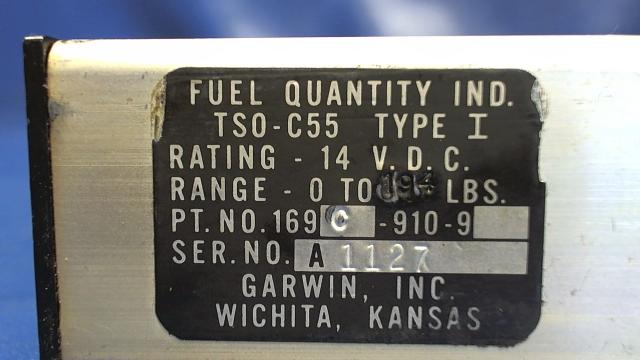 FUEL QUANTITY IND.
TSO-C55 TYPE I
RATING - 14 V.D.C.
RANGE - 0 TO LBS.
PT. NO. 169 C -910-9
SER. NO. A 1127
GARWIN, INC.
WICHITA, KANSAS